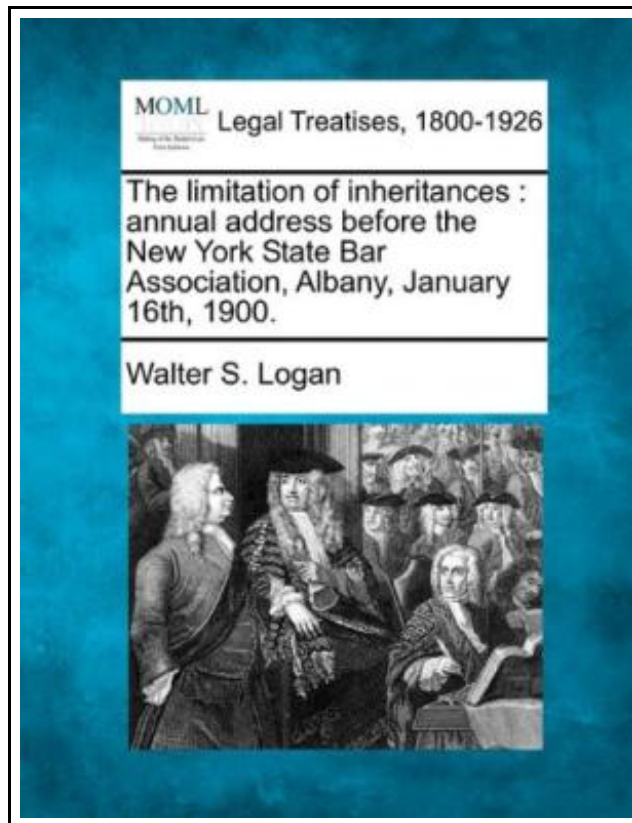 MOML
Legal Treatises, 1800-1926
The limitation of inheritances :
annual address before the
New York State Bar
Association, Albany, January
16th, 1900.
Walter S. Logan